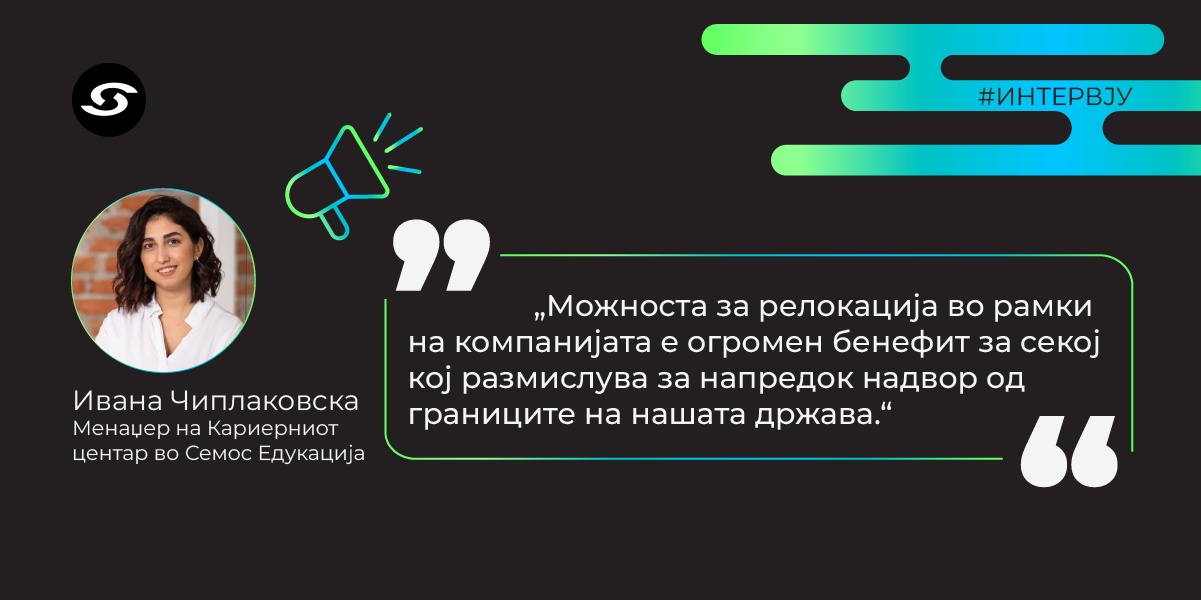 #ИНТЕРВЈУ
„Можноста за релокација во рамки
на компанијата е огромен бенефит за секој
кој размислува за напредок надвор од
границите на нашата држава.“
Ивана Чиплаковска
Менаџер на Кариерниот
центар во Семос Едукација